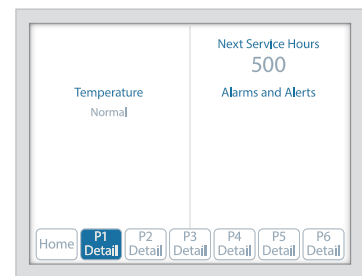 Next Service Hours
500
Temperature
Normal
Alarms and Alerts
Home
P1
Detail
P2
Detail
P3
Detail
P4
Detail
P5
Detail
P6
Detail